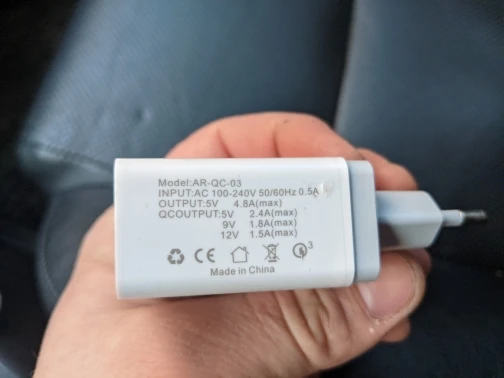 Model:AR-QC-03
INPUT:AC 100-240V 50/60Hz 0.5A
OUTPUT:5V 4.8A(max)
QCOUTPUT:5V 2.4A(max)
9V 1.8A(max)
12V 1.5A(max)
CE 3
Made in China